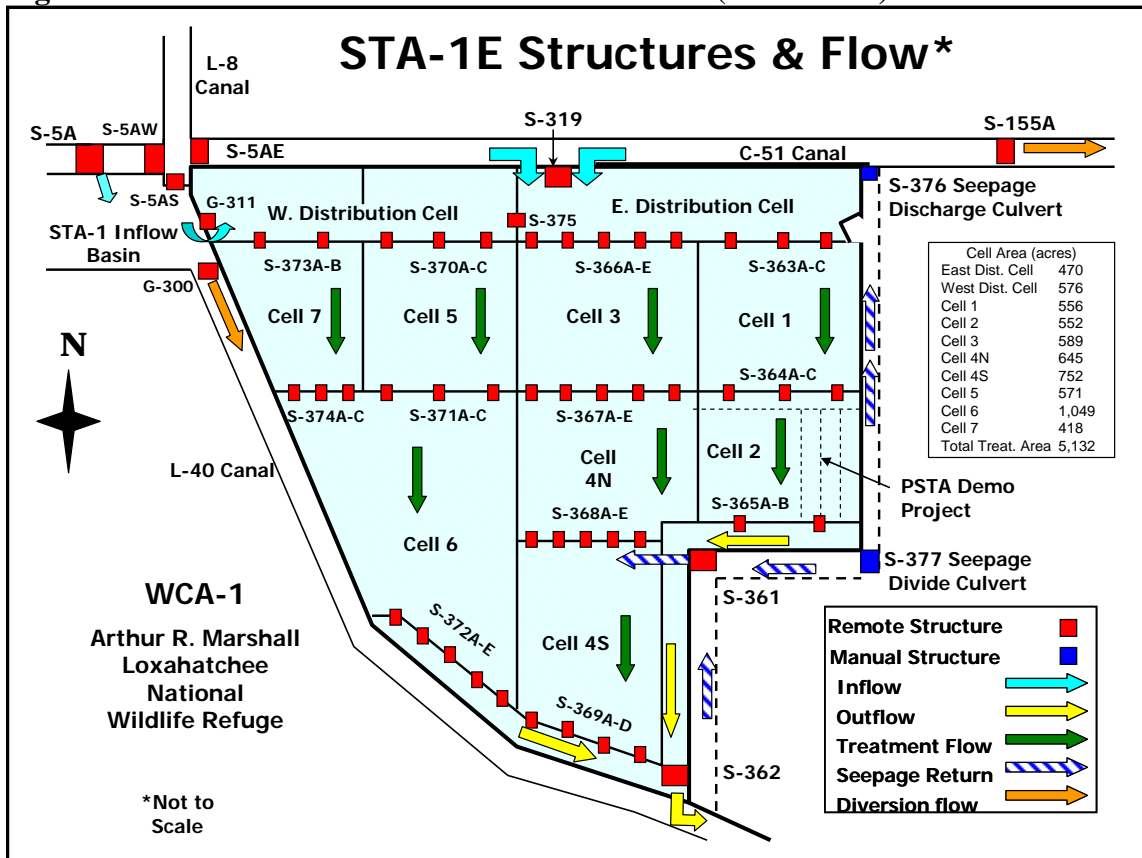 STA-1E Structures & Flow*
L-8
Canal
S-5A
S-5AW
S-5AE
S-319
S-155A
C-51 Canal
S-5AS
G-311
W. Distribution Cell
S-375
E. Distribution Cell
S-376 Seepage
Discharge Culvert
STA-1 Inflow
Basin
G-300
S-373A-B
S-370A-C
S-366A-E
S-363A-C
Cell Area (acres)
East Dist. Cell 470
West Dist. Cell 576
Cell 1 556
Cell 2 552
Cell 3 589
Cell 4N 645
Cell 4S 752
Cell 5 571
Cell 6 1,049
Cell 7 418
Total Treat. Area 5,132
Cell 7
Cell 5
Cell 3
Cell 1
N
S-364A-C
S-374A-C
S-371A-C
S-367A-E
L-40 Canal
Cell
4N
Cell 2
PSTA Demo
Project
S-365A-B
S-368A-E
Cell 6
S-377 Seepage
Divide Culvert
S-361
WCA-1
Arthur R. Marshall
Loxahatchee
National
Wildlife Refuge
S-372A-E
Cell 4S
S-369A-D
S-362
*Not to
Scale
Remote Structure
Manual Structure
Inflow
Outflow
Treatment Flow
Seepage Return
Diversion flow